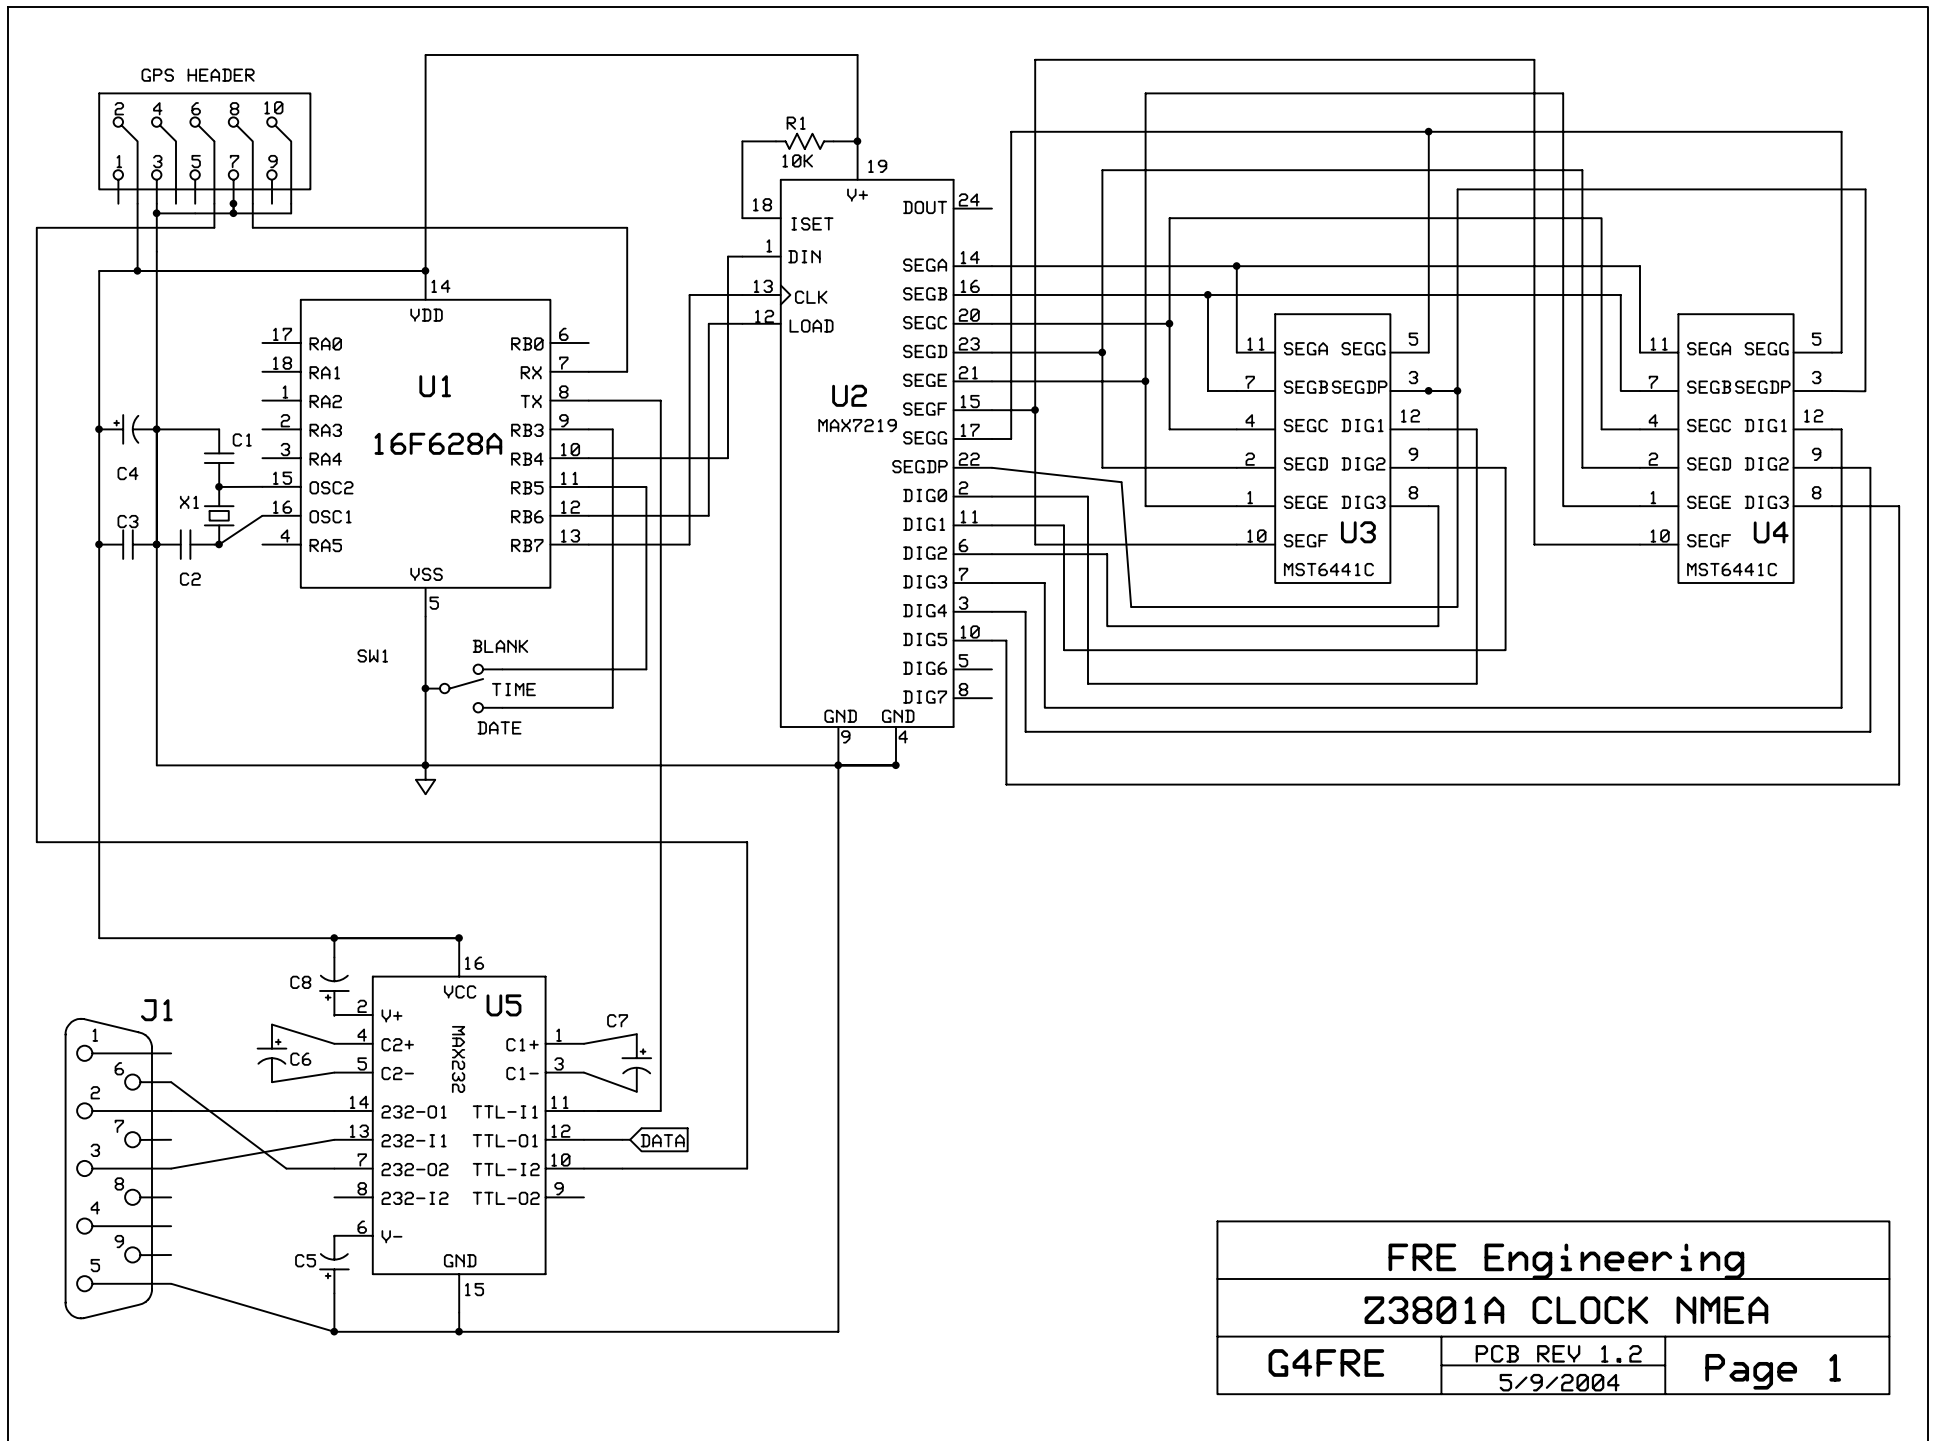 GPS HEADER
2 4 6 8 10
1 3 5 7 9
R1
10K
19
V+
18
ISET
1
DIN
13
CLK
12
LOAD
U2
MAX7219
DOUT 24
SEGA 14
SEGB 16
SEGC 20
SEGD 23
SEGE 21
SEGF 15
SEGG 17
SEGDP 22
DIG0 2
DIG1 11
DIG2 6
DIG3 7
DIG4 3
DIG5 10
DIG6 5
DIG7 8
GND GND
9 4
14
VDD
17 RA0 RB0 6
18 RA1 RX 7
1 RA2 TX 8
2 RA3 RB3 9
3 RA4 RB4 10
15 OSC2 RB5 11
16 OSC1 RB6 12
4 RA5 RB7 13
U1
16F628A
VSS
5
+
C4
C1
X1
C3
C2
SW1
BLANK
TIME
DATE
11 SEGA SEGG 5
7 SEGB SEGDP 3
4 SEGC DIG1 12
2 SEGD DIG2 9
1 SEGE DIG3 8
10 SEGF U3
MST6441C
11 SEGA SEGG 5
7 SEGB SEGDP 3
4 SEGC DIG1 12
2 SEGD DIG2 9
1 SEGE DIG3 8
10 SEGF U4
MST6441C
J1
1
6
2
7
3
8
4
9
5
C8
+
C6
+
C7
+
C5
+
16
VCC U5
MAX232
2 V+
4 C2+ C1+ 1
5 C2- C1- 3
14 232-O1 TTL-I1 11
13 232-I1 TTL-O1 12
7 232-O2 TTL-I2 10
8 232-I2 TTL-O2 9
6 V-
GND
15
DATA
FRE Engineering
Z3801A CLOCK NMEA
G4FRE
PCB REV 1.2
5/9/2004
Page 1